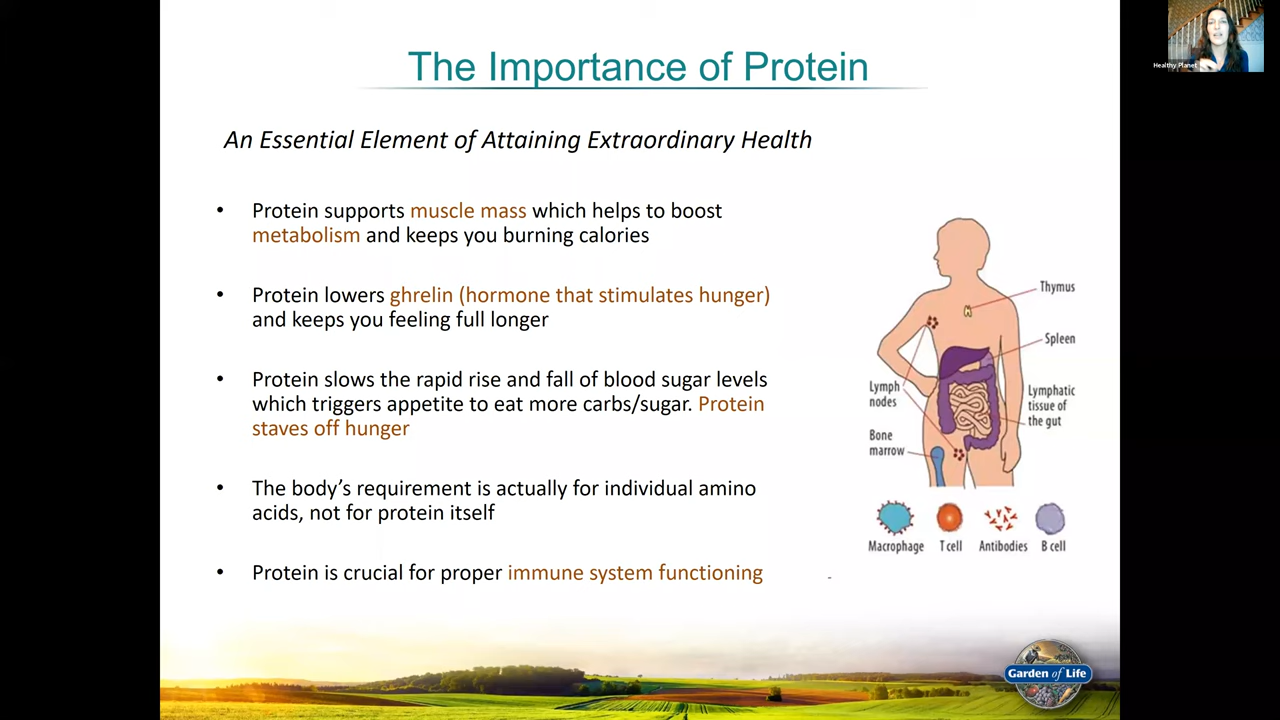 The Importance of Protein
Healthy Planet
An Essential Element of Attaining Extraordinary Health
• Protein supports muscle mass which helps to boost
metabolism and keeps you burning calories
• Protein lowers ghrelin (hormone that stimulates hunger)
and keeps you feeling full longer
• Protein slows the rapid rise and fall of blood sugar levels
which triggers appetite to eat more carbs/sugar. Protein
staves off hunger
• The body’s requirement is actually for individual amino
acids, not for protein itself
• Protein is crucial for proper immune system functioning
Thymus
Spleen
Lymph
nodes
Lymphatic
tissue of
the gut
Bone
marrow
Macrophage
T cell
Antibodies
B cell
Garden of Life